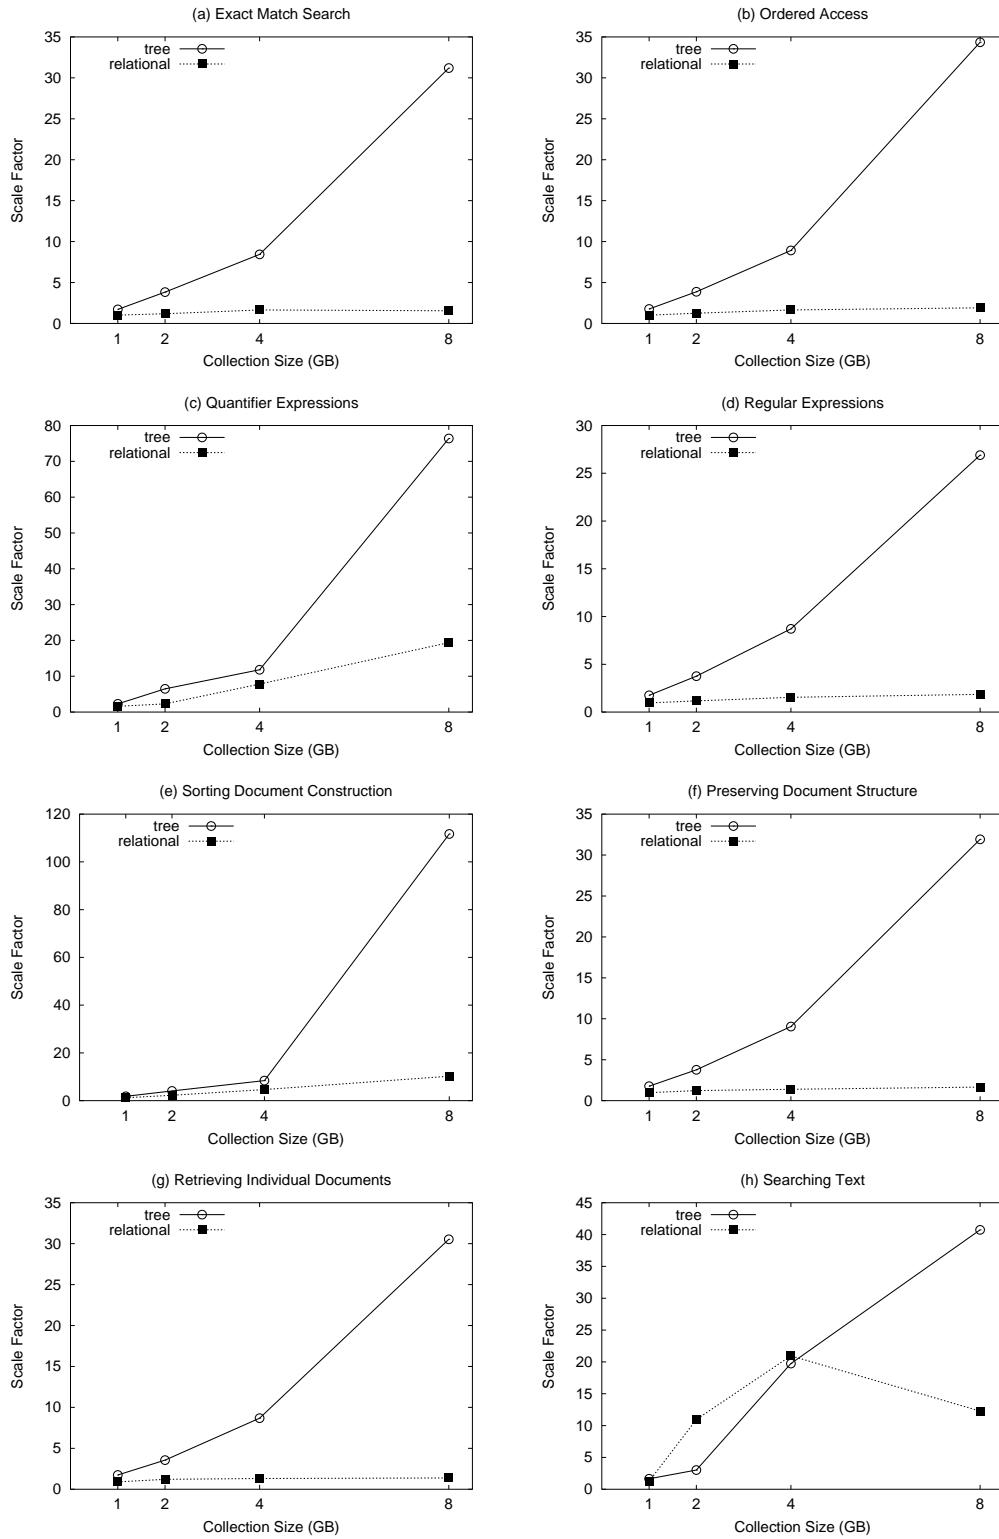 (a) Exact Match Search
35
30
25
20
15
10
5
0
Scale Factor
tree
relational
1 2 4 8
Collection Size (GB)
(b) Ordered Access
35
30
25
20
15
10
5
0
Scale Factor
tree
relational
1 2 4 8
Collection Size (GB)
(c) Quantifier Expressions
80
70
60
50
40
30
20
10
0
Scale Factor
tree
relational
1 2 4 8
Collection Size (GB)
(d) Regular Expressions
30
25
20
15
10
5
0
Scale Factor
tree
relational
1 2 4 8
Collection Size (GB)
(e) Sorting Document Construction
120
100
80
60
40
20
0
Scale Factor
tree
relational
1 2 4 8
Collection Size (GB)
(f) Preserving Document Structure
35
30
25
20
15
10
5
0
Scale Factor
tree
relational
1 2 4 8
Collection Size (GB)
(g) Retrieving Individual Documents
35
30
25
20
15
10
5
0
Scale Factor
tree
relational
1 2 4 8
Collection Size (GB)
(h) Searching Text
45
40
35
30
25
20
15
10
5
0
Scale Factor
tree
relational
1 2 4 8
Collection Size (GB)